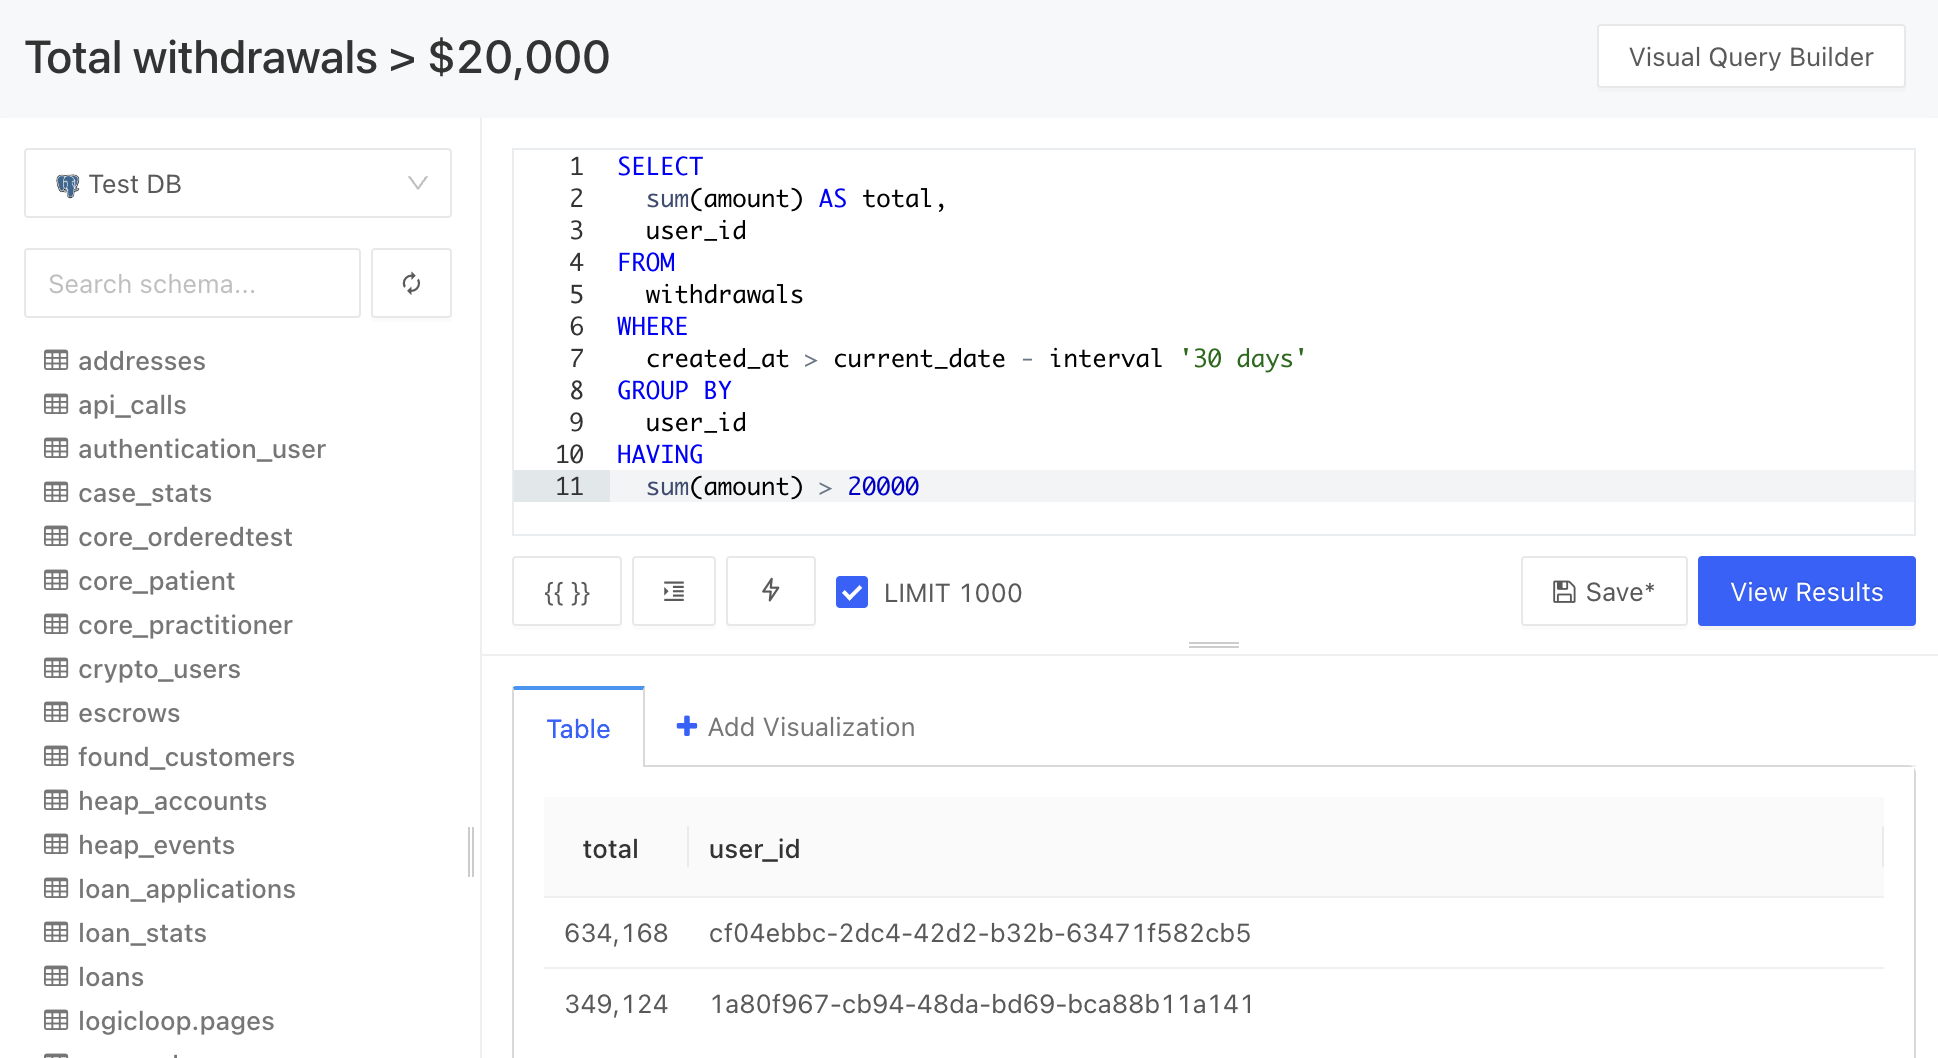 Total withdrawals > $20,000
Visual Query Builder
Test DB
Search schema...
addresses
api_calls
authentication_user
case_stats
core_orderedtest
core_patient
core_practitioner
crypto_users
escrows
found_customers
heap_accounts
heap_events
loan_applications
loan_stats
loans
logicloop.pages
1 SELECT
2 sum(amount) AS total,
3 user_id
4 FROM
5 withdrawals
6 WHERE
7 created_at > current_date - interval '30 days'
8 GROUP BY
9 user_id
10 HAVING
11 sum(amount) > 20000
{{ }}
LIMIT 1000
Save*
View Results
Table
Add Visualization
total user_id
634,168 cf04ebbc-2dc4-42d2-b32b-63471f582cb5
349,124 1a80f967-cb94-48da-bd69-bca88b11a141